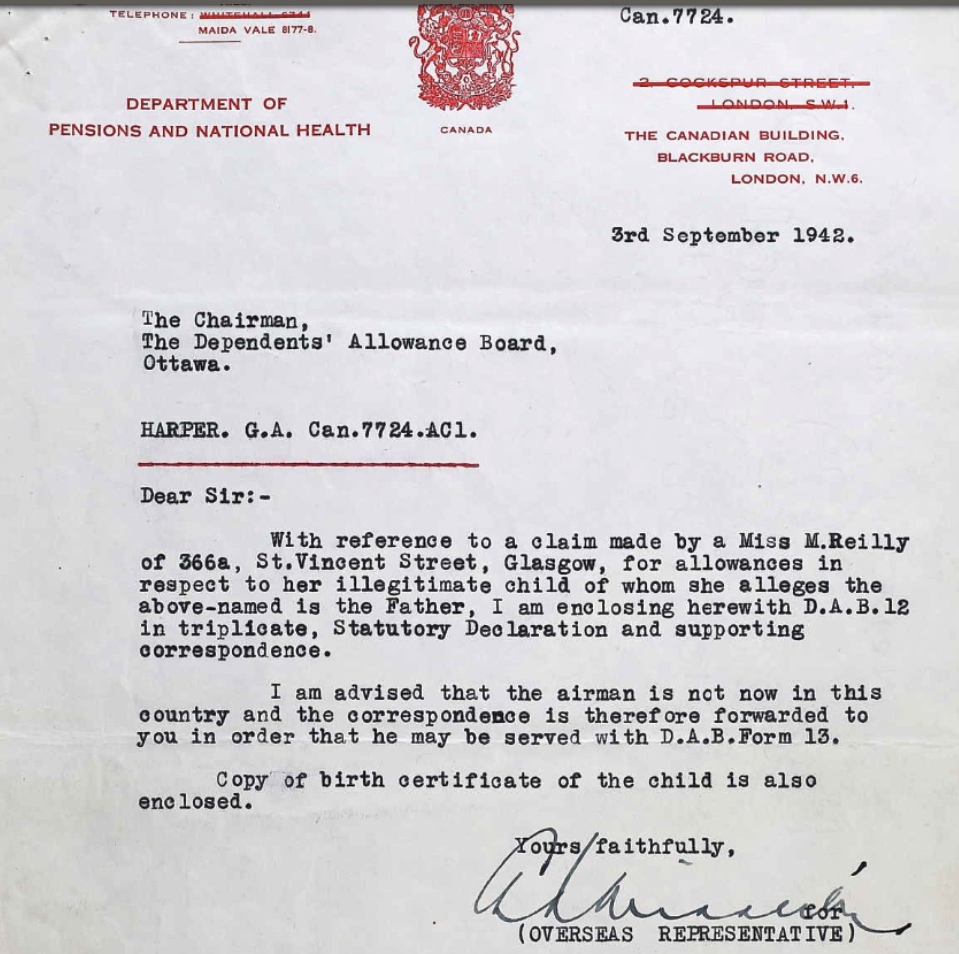 TELEPHONE: WHITEHALL
MAIDA VALE 8177-8.
Can.7724.
2, COCKSPUR STREET,
LONDON, S.W.1.
DEPARTMENT OF
PENSIONS AND NATIONAL HEALTH
CANADA
THE CANADIAN BUILDING,
BLACKBURN ROAD,
LONDON, N.W.6.
3rd September 1942.
The Chairman,
The Dependents' Allowance Board,
Ottawa.
HARPER. G.A. Can.7724.AC1.
Dear Sir:-
With reference to a claim made by a Miss M.Reilly
of 366a, St.Vincent Street, Glasgow, for allowances in
respect to her illegitimate child of whom she alleges the
above-named is the Father, I am enclosing herewith D.A.B.12
in triplicate, Statutory Declaration and supporting
correspondence.
I am advised that the airman is not now in this
country and the correspondence is therefore forwarded to
you in order that he may be served with D.A.B.Form 13.
Copy of birth certificate of the child is also
enclosed.
Yours faithfully,
for
(OVERSEAS REPRESENTATIVE)